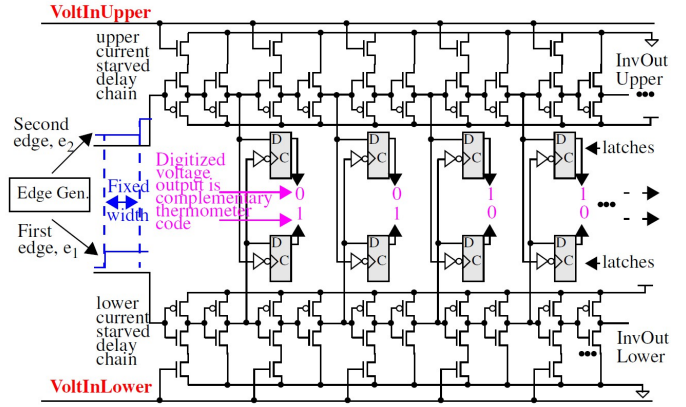 VoltInUpper
upper
current
starved
delay
chain
InvOut
Upper
Second
edge, e2
Edge Gen.
Fixed
width
First
edge, e1
Digitized
voltage
output is
complementary
thermometer
code
D
C
D
C
D
C
D
C
latches
0
1
0
1
1
0
1
0
D
C
D
C
D
C
D
C
latches
lower
current
starved
delay
chain
InvOut
Lower
VoltInLower